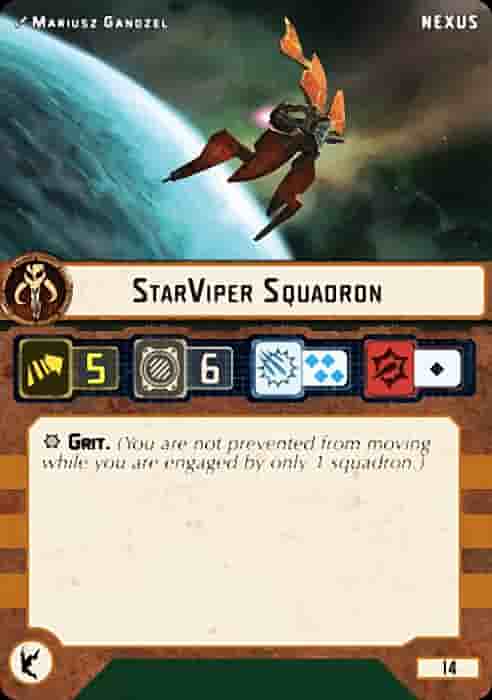 Mariusz Gandzel
NEXUS
StarViper Squadron
5
6
Grit. (You are not prevented from moving
while you are engaged by only 1 squadron.)
14